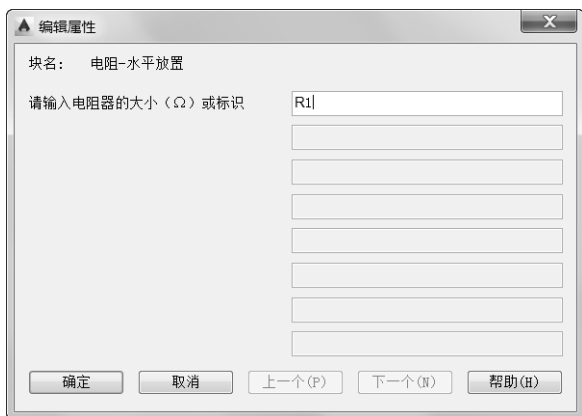 编辑属性
块名: 电阻-水平放置
请输入电阻器的大小(Ω)或标识 R1
确定 取消 上一个(P) 下一个(N) 帮助(H)